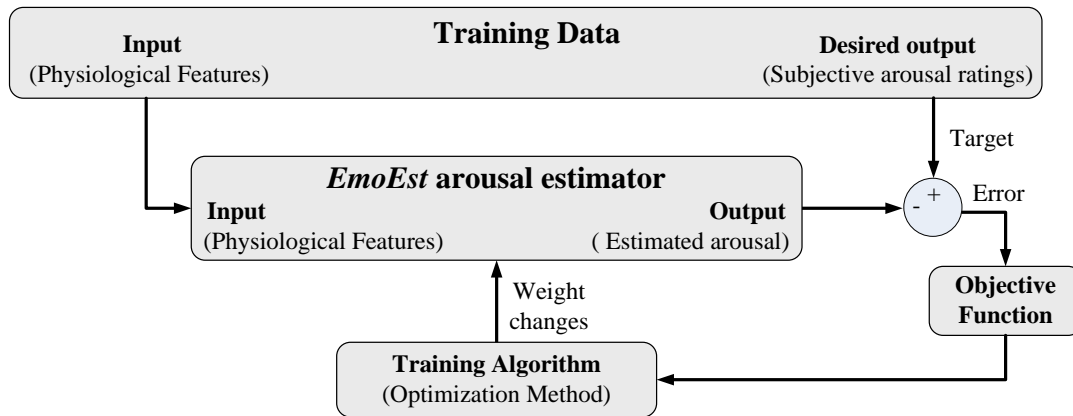 Training Data
Input
(Physiological Features)
Desired output
(Subjective arousal ratings)
Target
EmoEst arousal estimator
Input
(Physiological Features)
Output
( Estimated arousal)
- +
Error
Objective
Function
Weight
changes
Training Algorithm
(Optimization Method)